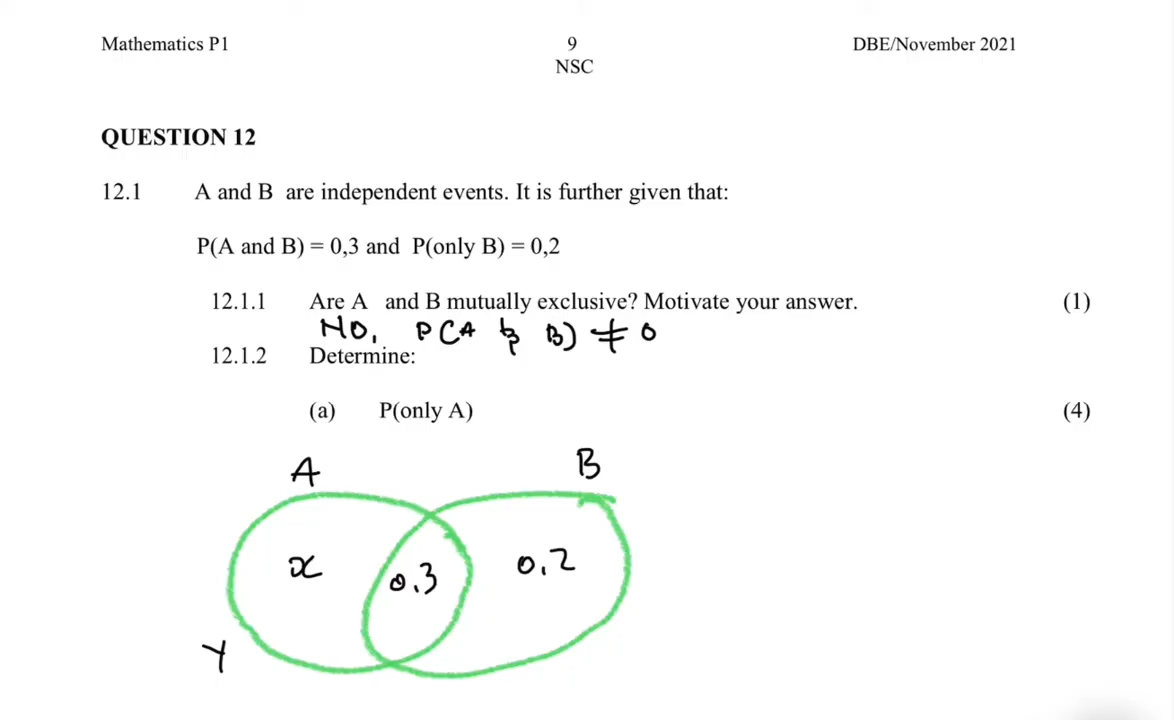 Mathematics P1 9 DBE/November 2021
NSC
QUESTION 12
12.1 A and B are independent events. It is further given that:
P(A and B) = 0,3 and P(only B) = 0,2
12.1.1 Are A and B mutually exclusive? Motivate your answer. (1)
NO, P(A & B) ≠ 0
12.1.2 Determine:
(a) P(only A) (4)
A B
x 0,3 0,2
Y